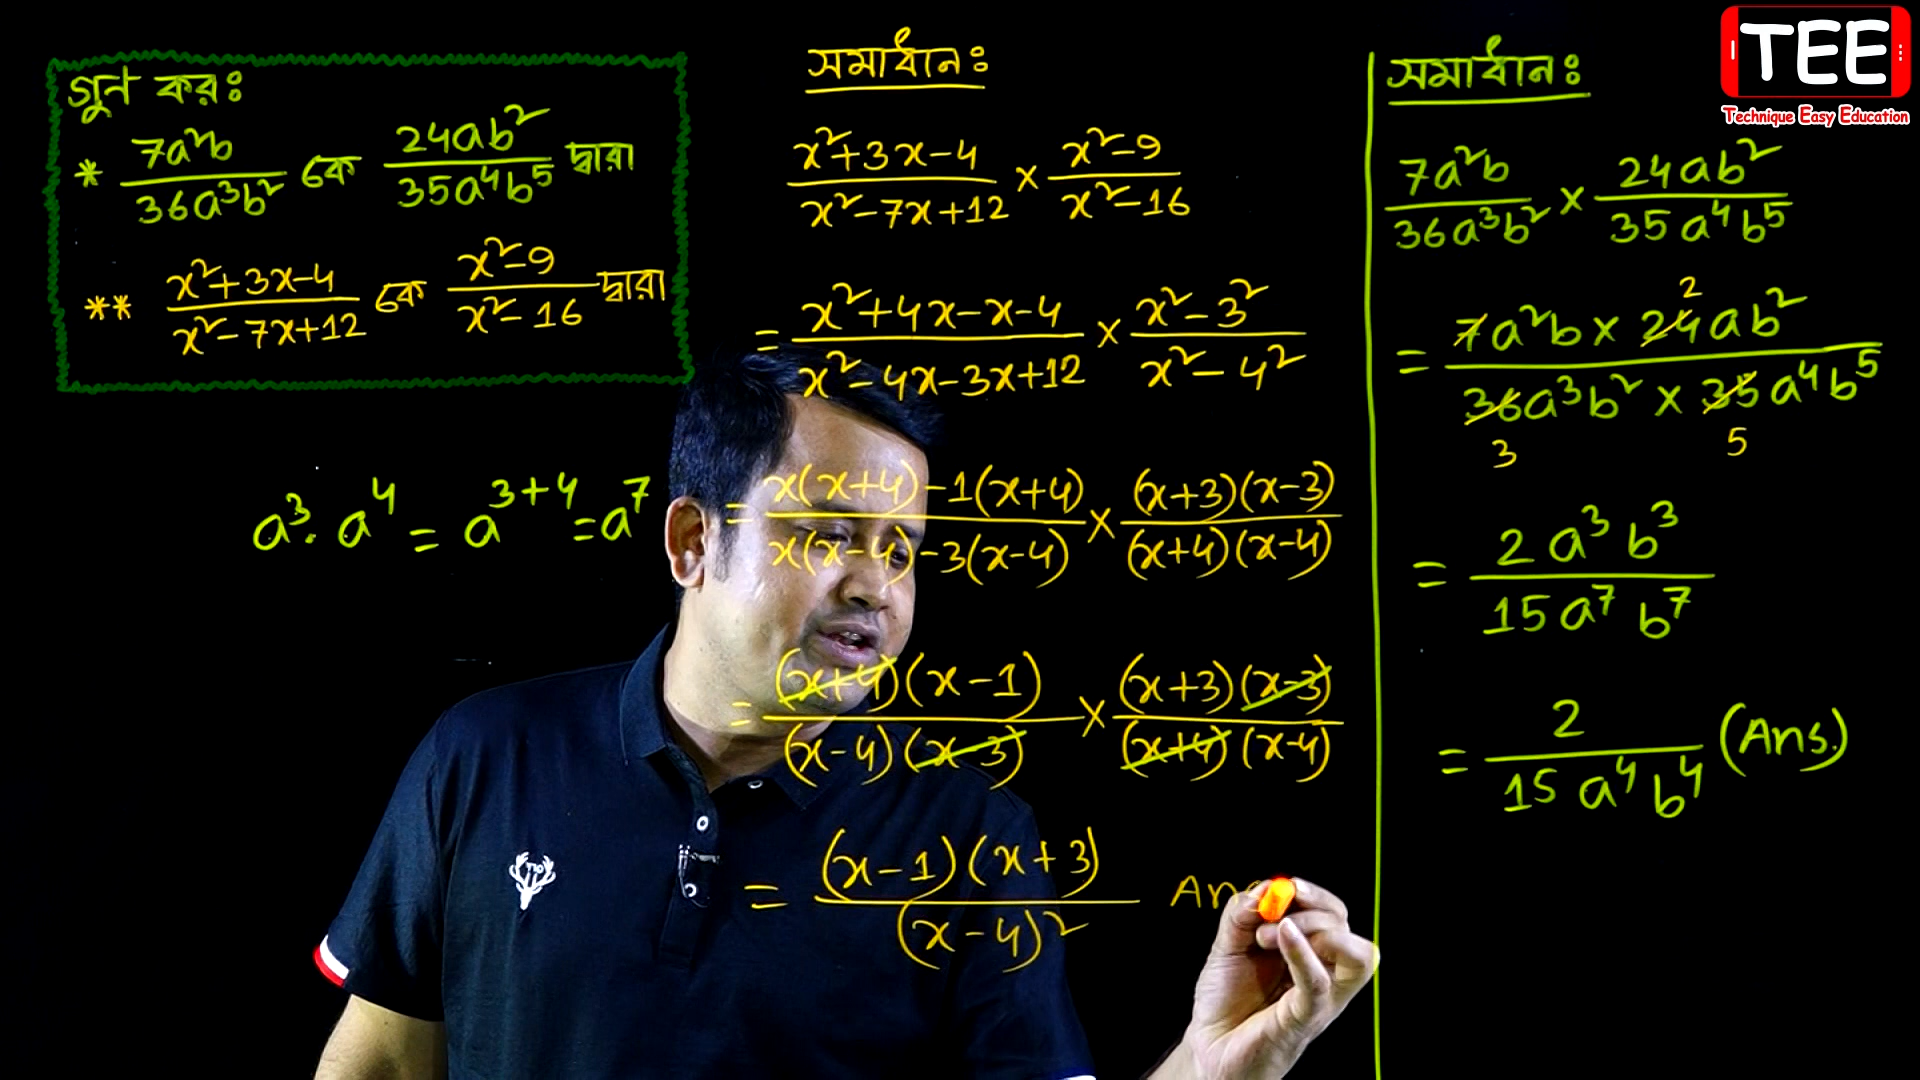 গুণ করঃ
* 7a²b/36a³b² কে 24ab²/35a⁴b⁵ দ্বারা
** x²+3x-4/x²-7x+12 কে x²-9/x²-16 দ্বারা
a³·a⁴ = a³⁺⁴ = a⁷
সমাধানঃ
x²+3x-4/x²-7x+12 × x²-9/x²-16
= x²+4x-x-4/x²-4x-3x+12 × x²-3²/x²-4²
= x(x+4)-1(x+4)/x(x-4)-3(x-4) × (x+3)(x-3)/(x+4)(x-4)
= (x+4)(x-1)/(x-4)(x-3) × (x+3)(x-3)/(x+4)(x-4)
= (x-1)(x+3)/(x-4)² Ans
সমাধানঃ
7a²b/36a³b² × 24ab²/35a⁴b⁵
2
= 7a²b × 24ab²/36a³b² × 35a⁴b⁵
3 5
= 2a³b³/15a⁷b⁷
= 2/15a⁴b⁴ (Ans.)
TEE
Technique Easy Education